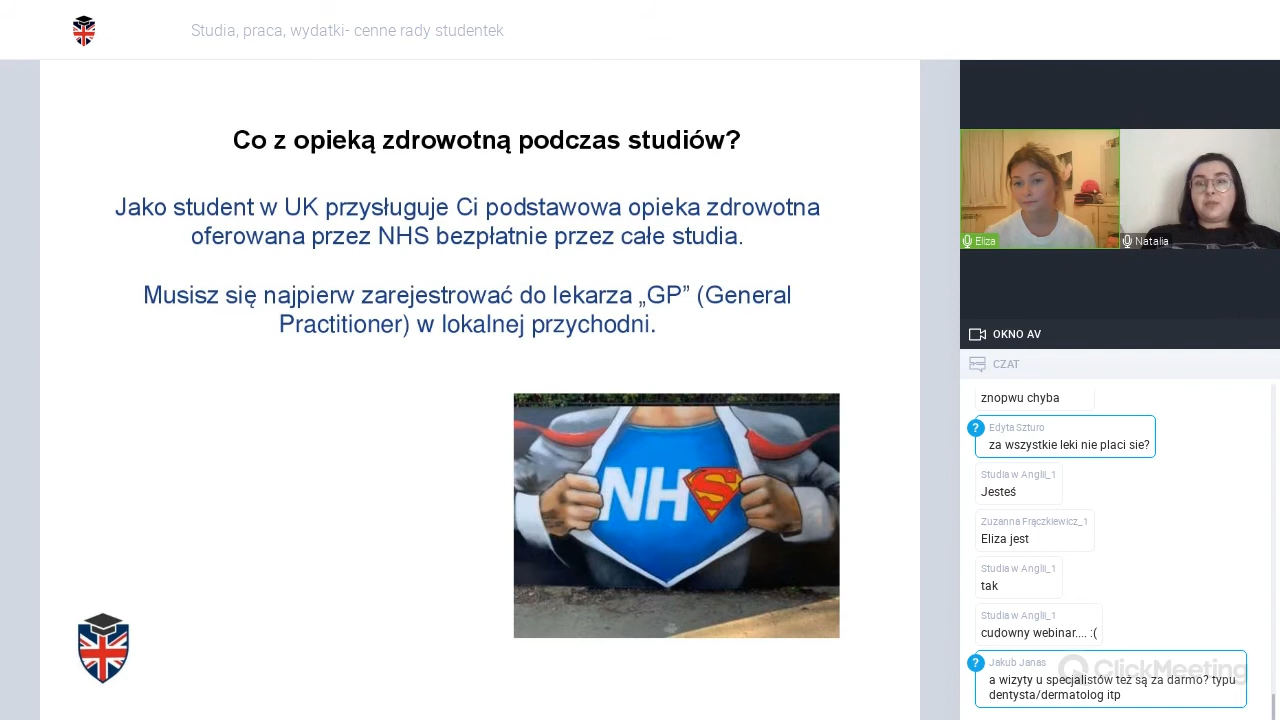 Studia, praca, wydatki- cenne rady studentek
Co z opieką zdrowotną podczas studiów?
Jako student w UK przysługuje Ci podstawowa opieka zdrowotna
oferowana przez NHS bezpłatnie przez całe studia.
Musisz się najpierw zarejestrować do lekarza „GP” (General
Practitioner) w lokalnej przychodni.
NHS
Eliza
Natalia
OKNO AV
CZAT
znopwu chyba
?
Edyta Szturo
za wszystkie leki nie placi sie?
Studia w Anglii_1
Jesteś
Zuzanna Frączkiewicz_1
Eliza jest
Studia w Anglii_1
tak
Studia w Anglii_1
cudowny webinar.... :(
?
Jakub Janas
ClickMeeting
a wizyty u specjalistów też są za darmo? typu
dentysta/dermatolog itp